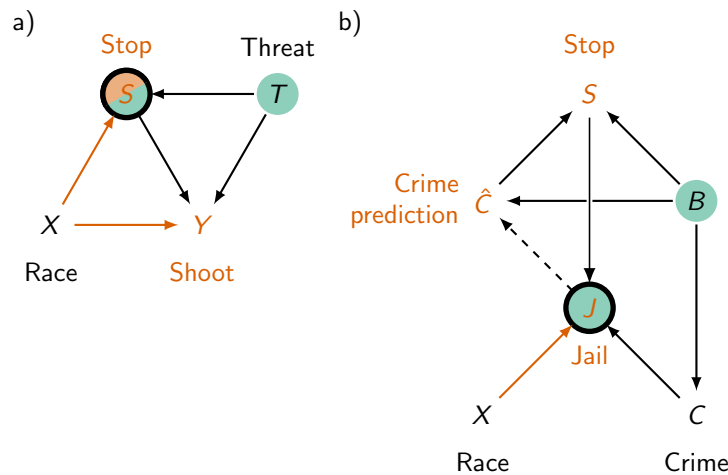 a)
Stop
Threat
S
T
X
Y
Race
Shoot
b)
Stop
S
Crime
prediction
Ĉ
B
J
Jail
X
C
Race
Crime